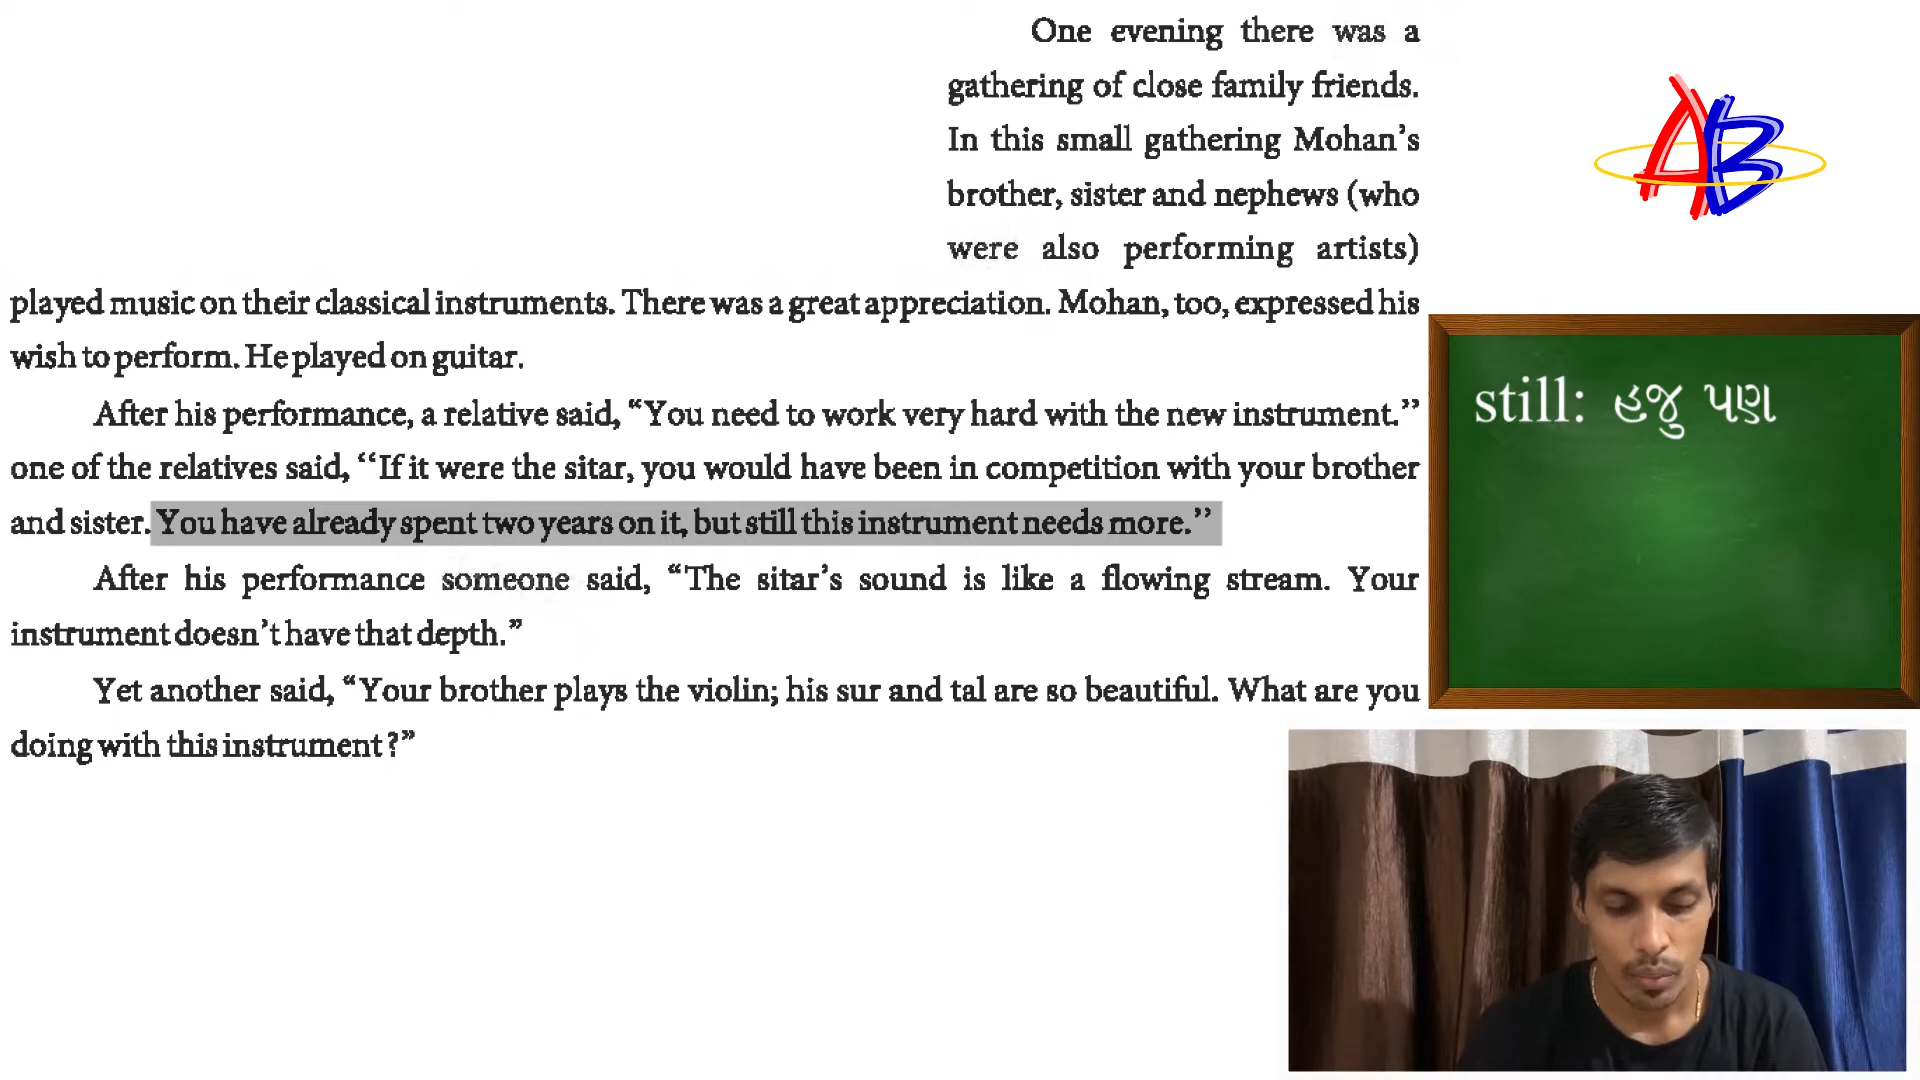 One evening there was a
gathering of close family friends.
In this small gathering Mohan's
brother, sister and nephews (who
were also performing artists)
played music on their classical instruments. There was a great appreciation. Mohan, too, expressed his
wish to perform. He played on guitar.
After his performance, a relative said, “You need to work very hard with the new instrument.’’
one of the relatives said, ‘‘If it were the sitar, you would have been in competition with your brother
and sister. You have already spent two years on it, but still this instrument needs more.’’
After his performance someone said, “The sitar’s sound is like a flowing stream. Your
instrument doesn’t have that depth.”
Yet another said, “Your brother plays the violin; his sur and tal are so beautiful. What are you
doing with this instrument?”
AB
still: હજુ પણ